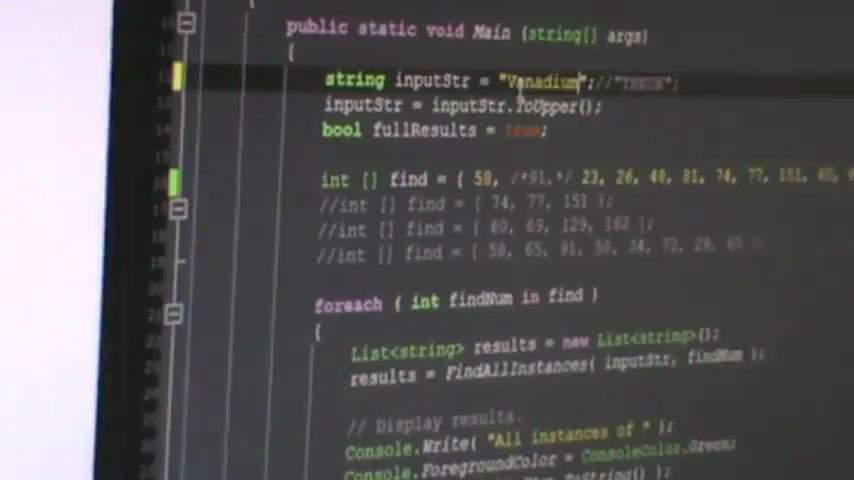 public static void Main (string[] args)
{
string inputStr = "Vanadium";//
inputStr = inputStr.ToUpper();
bool fullResults = true;
int [] find = { 58, /*91,*/ 23, 26, 40, 81, 74, 77, 151, 65,
//int [] find = { 74, 77, 151 };
//int [] find = { 60, 69, 129, 162 };
//int [] find = { 58, 65, 91, 50, 34, 72, 28,
foreach ( int findNum in find )
{
List<string> results = new List<string>();
results = FindAllInstances( inputStr, findNum );
// Display results.
Console.Write( "All instances of " );
Console.ForegroundColor = ConsoleColor.Green;